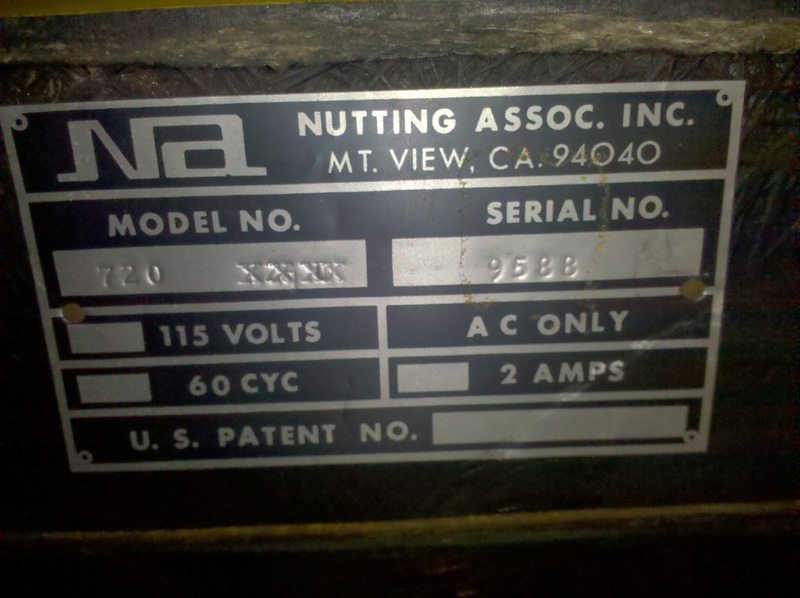 Na
NUTTING ASSOC. INC.
MT. VIEW, CA. 94040
MODEL NO.
SERIAL NO.
720
9588
115 VOLTS
AC ONLY
60 CYC
2 AMPS
U. S. PATENT NO.